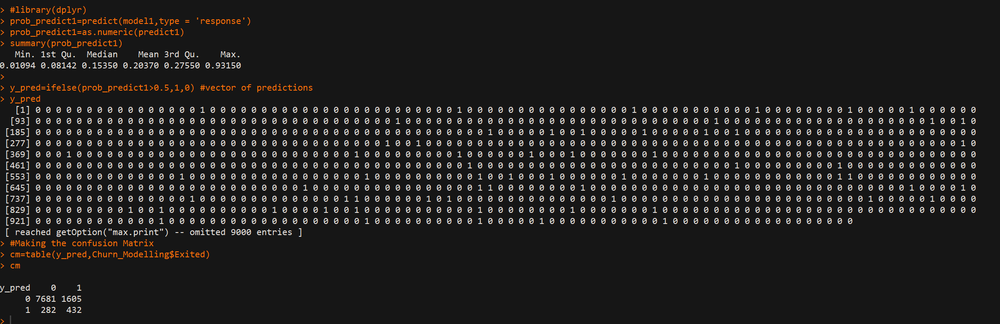 > #library(dplyr)
> prob_predict1=predict(model1,type = 'response')
> prob_predict1=as.numeric(predict1)
> summary(prob_predict1)
Min. 1st Qu. Median Mean 3rd Qu. Max.
0.01094 0.08142 0.15350 0.20370 0.27550 0.93150
>
> y_pred=ifelse(prob_predict1>0.5,1,0) #vector of predictions
> y_pred
[1] 0 0 0 0 0 0 0 0 0 0 0 0 0 0 0 0 1 0 0 0 0 0 0 0 0 0 0 0 0 0 0 0 0 0 0 0 0 0 0 0 0 1 0 0 0 0 0 0 0 0 0 0 0 0 0 0 0 0 1 0 0 0 0 0 0 0 0 0 0 0 1 0 0 0 0 0 0 0 0 1 0 0 0 0 0 1 0 0 0 0 0 0
[93] 0 0 0 0 0 0 0 0 0 0 0 0 0 0 0 0 0 0 0 0 0 0 0 0 0 0 0 0 0 0 0 0 0 0 0 1 0 0 0 0 0 0 0 0 0 0 0 0 0 0 0 0 0 0 0 0 0 0 0 0 0 0 0 0 0 0 1 0 0 0 0 0 0 0 0 0 0 0 0 0 0 0 0 0 0 0 0 1 0 0 1 0
[185] 0 0 0 0 0 0 0 0 0 0 0 0 0 0 0 0 0 0 0 0 0 0 0 0 0 0 0 0 0 0 0 0 0 0 0 0 0 0 0 0 0 0 0 0 1 0 0 0 0 0 1 0 0 1 0 0 0 0 0 1 0 0 0 0 0 1 0 0 1 0 0 0 0 0 0 0 0 0 0 0 0 0 0 0 0 0 0 0 0 0 0 0
[277] 0 0 0 0 0 0 0 0 0 0 0 0 0 0 0 0 0 0 0 0 0 0 0 0 0 0 0 0 0 0 0 0 0 0 1 0 0 1 0 0 0 0 0 0 0 0 0 0 0 0 0 0 0 0 0 0 0 0 0 0 0 0 0 0 0 0 0 0 0 0 0 0 0 0 0 0 0 0 0 0 0 0 0 0 0 0 0 0 0 0 1 0
[369] 0 0 0 1 0 0 0 0 0 0 0 0 0 0 0 0 0 0 0 0 0 0 0 0 0 0 0 0 0 0 0 1 0 0 0 0 0 0 0 0 0 1 0 0 0 0 0 0 1 0 0 0 1 0 0 0 0 0 0 0 1 0 0 0 0 0 0 0 0 0 0 0 0 0 0 0 0 0 0 0 0 0 0 0 0 0 0 0 0 0 0 0
[461] 0 0 0 0 0 0 0 0 0 0 0 0 0 0 0 0 0 0 0 0 0 0 0 0 0 0 0 0 0 0 0 0 0 0 0 0 0 0 0 0 0 0 1 0 0 0 0 0 0 0 0 0 0 0 0 0 0 0 0 0 0 0 0 0 0 0 0 0 1 0 0 0 0 0 0 0 0 0 1 0 0 0 0 0 0 0 0 0 0 0 0 0
[553] 0 0 0 0 0 0 0 0 0 0 0 0 0 0 1 0 0 0 0 0 0 0 0 0 0 0 0 0 0 0 0 0 1 0 0 0 0 0 0 0 0 0 0 1 0 0 1 0 0 0 1 0 0 0 0 0 0 1 0 0 0 0 0 0 0 1 0 0 0 0 0 0 0 0 0 0 0 0 1 1 0 0 0 0 0 0 0 0 0 0 0 0
[645] 0 0 0 0 0 0 0 0 0 0 0 0 0 0 0 0 0 0 0 0 0 0 0 0 0 0 1 0 0 0 0 0 0 0 0 0 0 0 0 0 0 0 0 1 1 0 0 0 0 0 0 0 0 1 0 0 0 0 0 0 0 0 0 0 0 0 0 0 0 0 0 0 0 0 0 0 0 0 0 0 0 0 0 0 0 1 0 0 0 0 1 0
[737] 0 0 0 0 0 0 0 0 0 0 0 0 0 0 0 1 0 0 0 0 0 0 0 0 0 0 0 0 0 0 1 1 0 0 0 0 0 0 1 0 1 0 0 0 0 0 0 0 0 0 0 0 0 0 0 0 1 0 0 0 0 0 0 0 0 0 0 0 0 0 0 0 0 0 0 0 0 0 0 0 0 1 0 0 0 0 0 1 0 0 0 0
[829] 0 0 0 0 0 0 0 0 0 1 0 0 1 0 0 0 0 0 0 0 0 0 0 1 0 0 0 0 1 0 0 1 0 0 0 0 0 0 0 0 0 0 0 1 0 0 0 0 0 0 0 0 1 0 0 0 0 0 0 0 1 0 0 0 0 0 0 0 0 0 0 0 0 0 0 0 0 0 0 0 0 0 0 0 0 0 0 0 0 0 0 0
[921] 0 0 0 0 0 0 0 0 0 0 0 0 1 0 0 0 0 0 0 0 0 0 0 0 0 0 0 0 0 0 0 0 1 0 0 0 0 0 0 0 0 0 0 1 0 0 0 0 0 1 0 0 0 0 0 0 0 0 0 0 0 1 0 0 0 0 0 0 0 0 0 0 0 0 0 0 0 0 0 0
[ reached getOption("max.print") -- omitted 9000 entries ]
> #Making the confusion Matrix
> cm=table(y_pred,Churn_Modelling$Exited)
> cm
y_pred 0 1
0 7681 1605
1 282 432
>